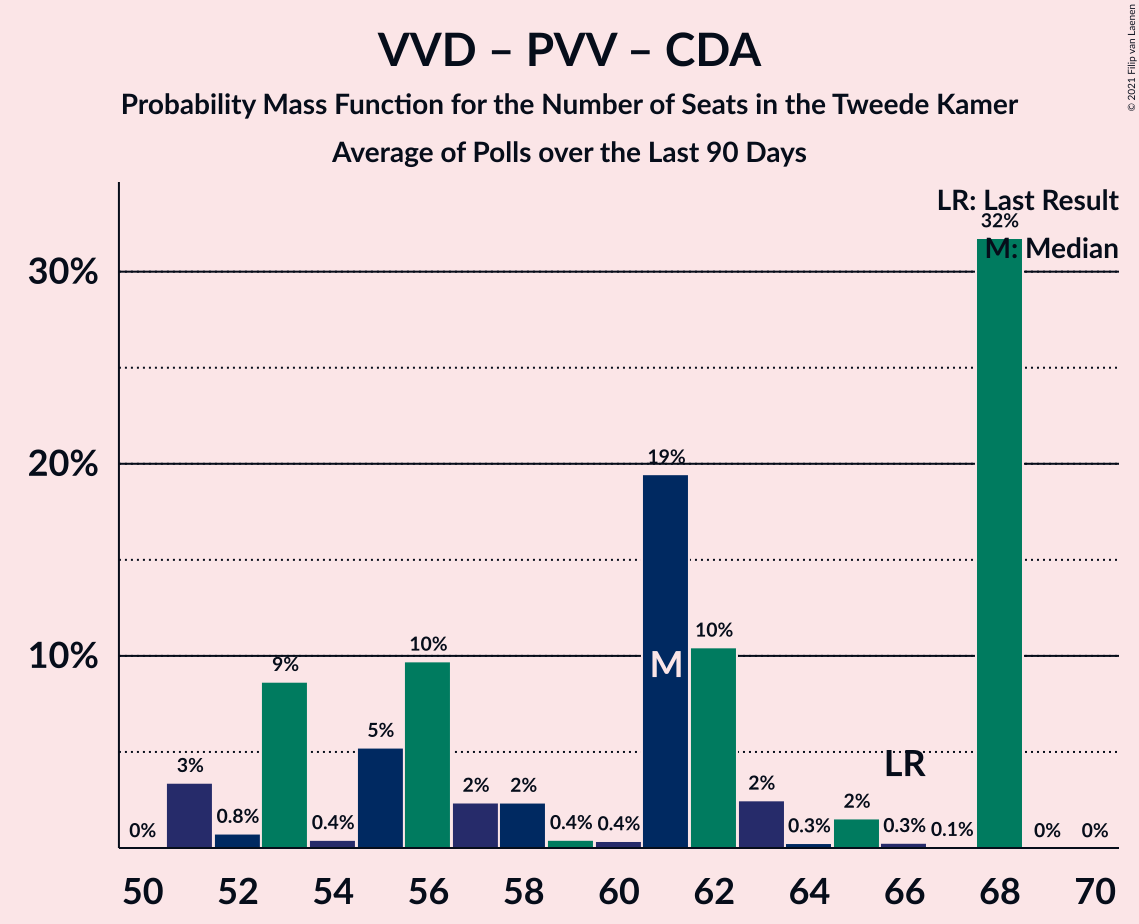 VVD – PVV – CDA
Probability Mass Function for the Number of Seats in the Tweede Kamer
Average of Polls over the Last 90 Days
© 2021 Filip van Laenen
LR: Last Result
M: Median
30%
20%
10%
0%
3%
0.8%
9%
0.4%
5%
10%
2%
2%
0.4%
0.4%
19%
M
10%
2%
0.3%
2%
LR
0.3%
0.1%
32%
0%
0%
50 52 54 56 58 60 62 64 66 68 70